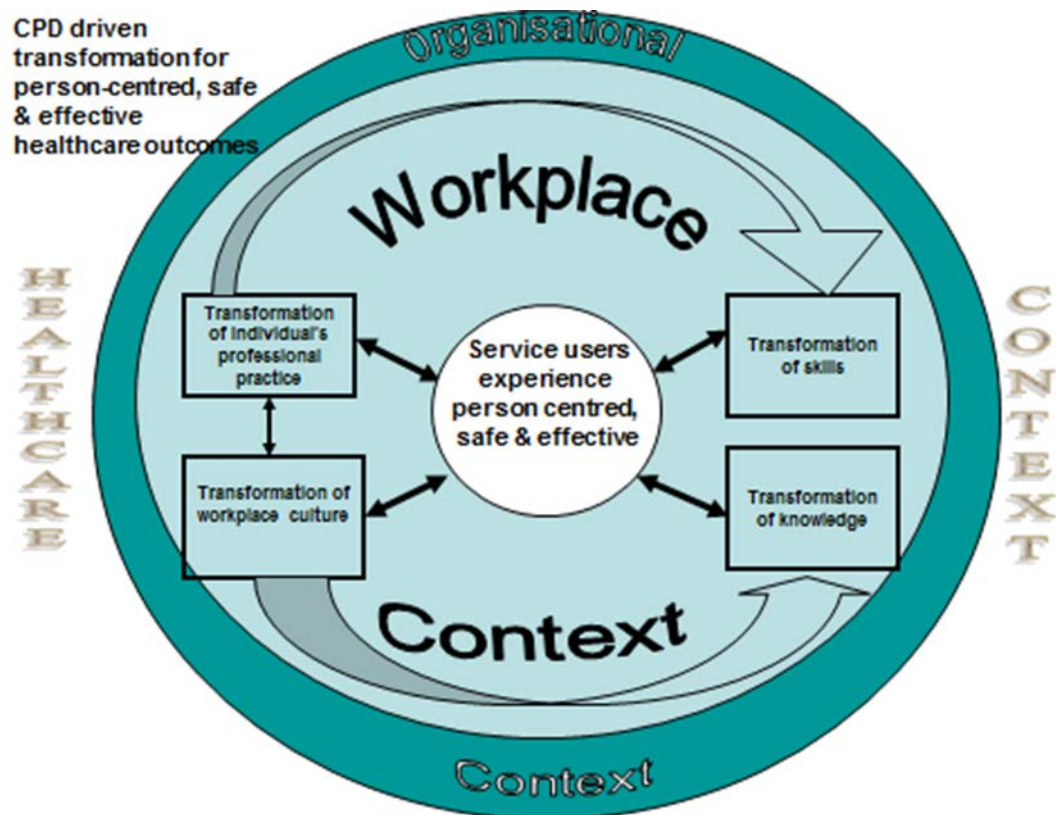 CPD driven
transformation for
person-centred, safe
& effective
healthcare outcomes
Organisational
Workplace
HEALTHCARE
CONTEXT
Transformation
of individual's
professional
practice
Service users
experience
person centred,
safe & effective
Transformation
of skills
Transformation of
workplace culture
Transformation
of knowledge
Context
Context